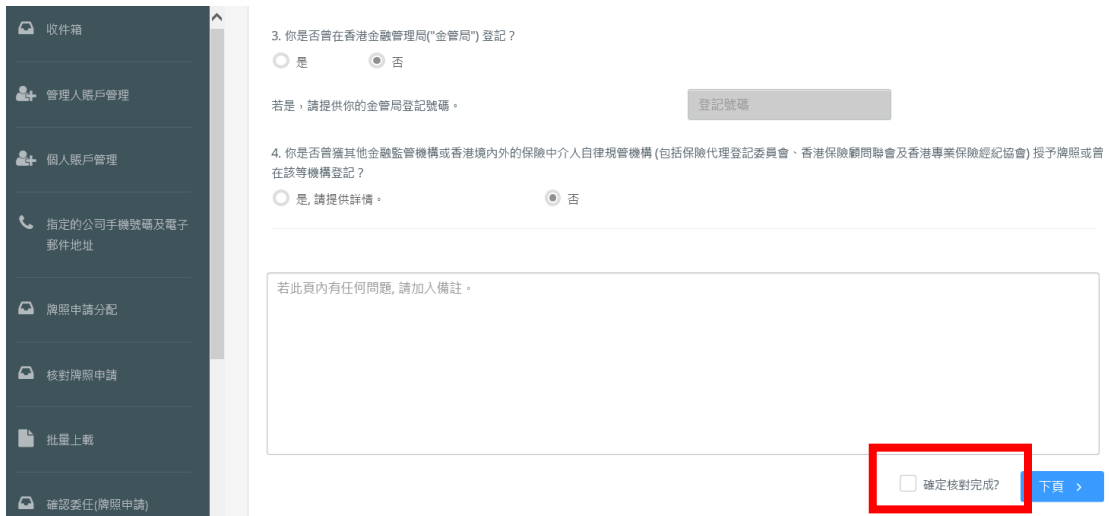 收件箱
管理人賬戶管理
個人賬戶管理
指定的公司手機號碼及電子
郵件地址
牌照申請分配
核對牌照申請
批量上載
確認委任(牌照申請)
3. 你是否曾在香港金融管理局("金管局") 登記？
是
否
若是，請提供你的金管局登記號碼。
登記號碼
4. 你是否曾獲其他金融監管機構或香港境內外的保險中介人自律規管機構 (包括保險代理登記委員會、香港保險顧問聯會及香港專業保險經紀協會) 授予牌照或曾
在該等機構登記？
是, 請提供詳情。
否
若此頁內有任何問題, 請加入備註。
確定核對完成?
下頁 >